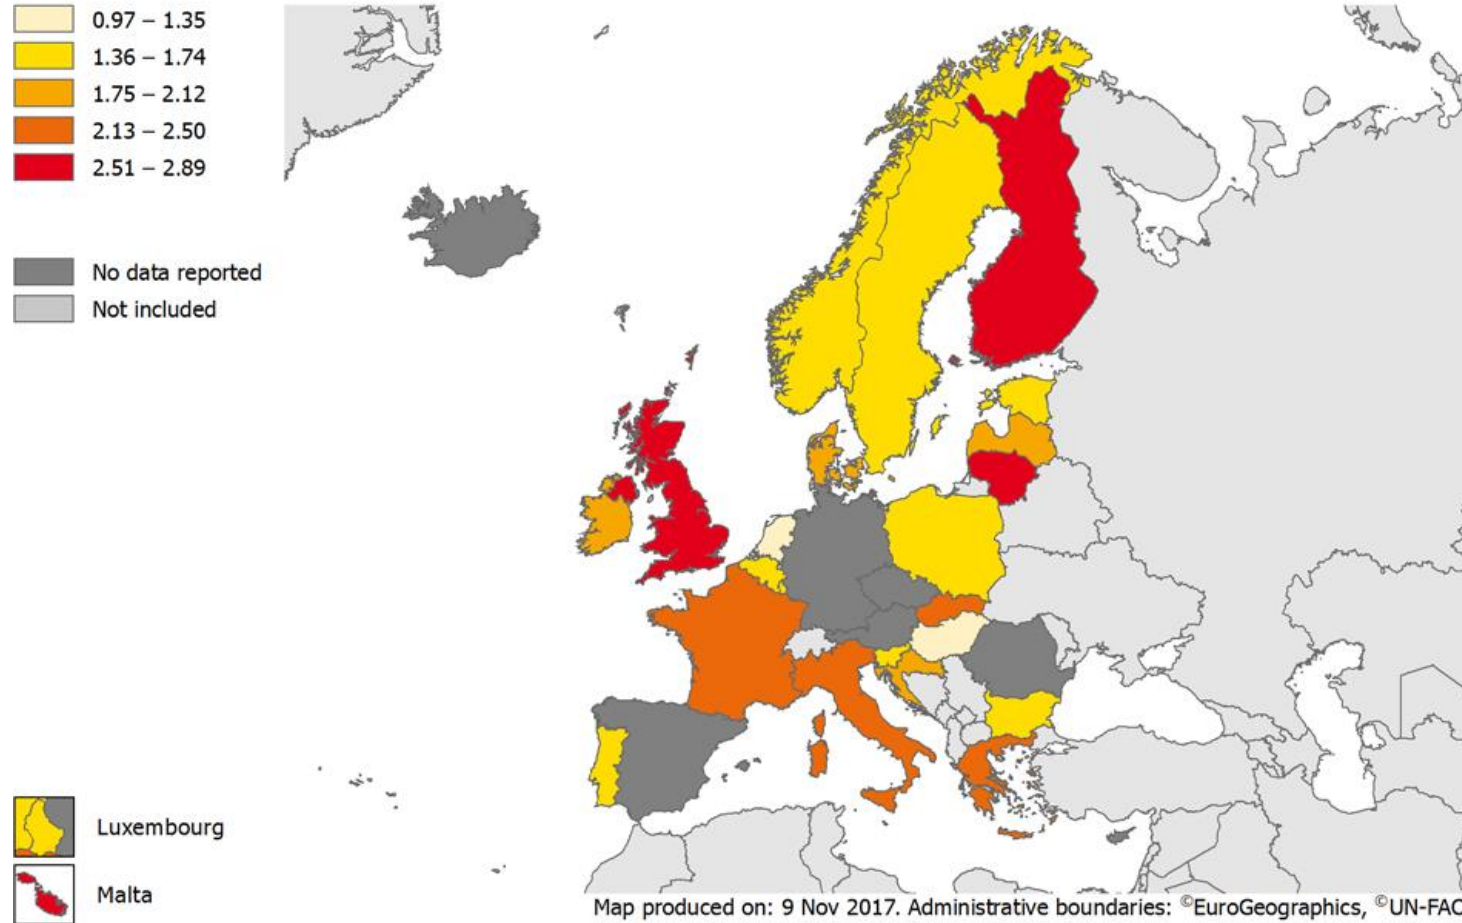 0.97 – 1.35
1.36 – 1.74
1.75 – 2.12
2.13 – 2.50
2.51 – 2.89
No data reported
Not included
Luxembourg
Malta
Map produced on: 9 Nov 2017. Administrative boundaries: ©EuroGeographics, ©UN-FAO